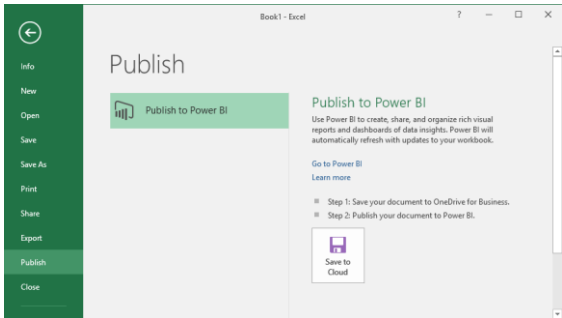 Book1 - Excel
?
Info
New
Open
Save
Save As
Print
Share
Export
Publish
Close
Publish
Publish to Power BI
Publish to Power BI
Use Power BI to create, share, and organize rich visual
reports and dashboards of data insights. Power BI will
automatically refresh with updates to your workbook.
Go to Power BI
Learn more
Step 1: Save your document to OneDrive for Business.
Step 2: Publish your document to Power BI.
Save to
Cloud